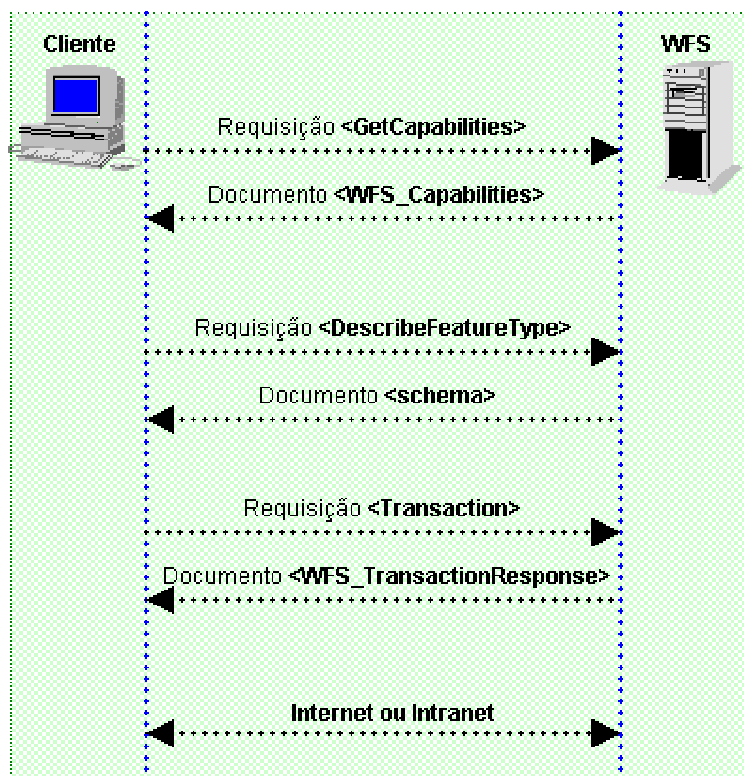 Cliente
WFS
Requisição <GetCapabilities>
Documento <WFS_Capabilities>
Requisição <DescribeFeatureType>
Documento <schema>
Requisição <Transaction>
Documento <WFS_TransactionResponse>
Internet ou Intranet